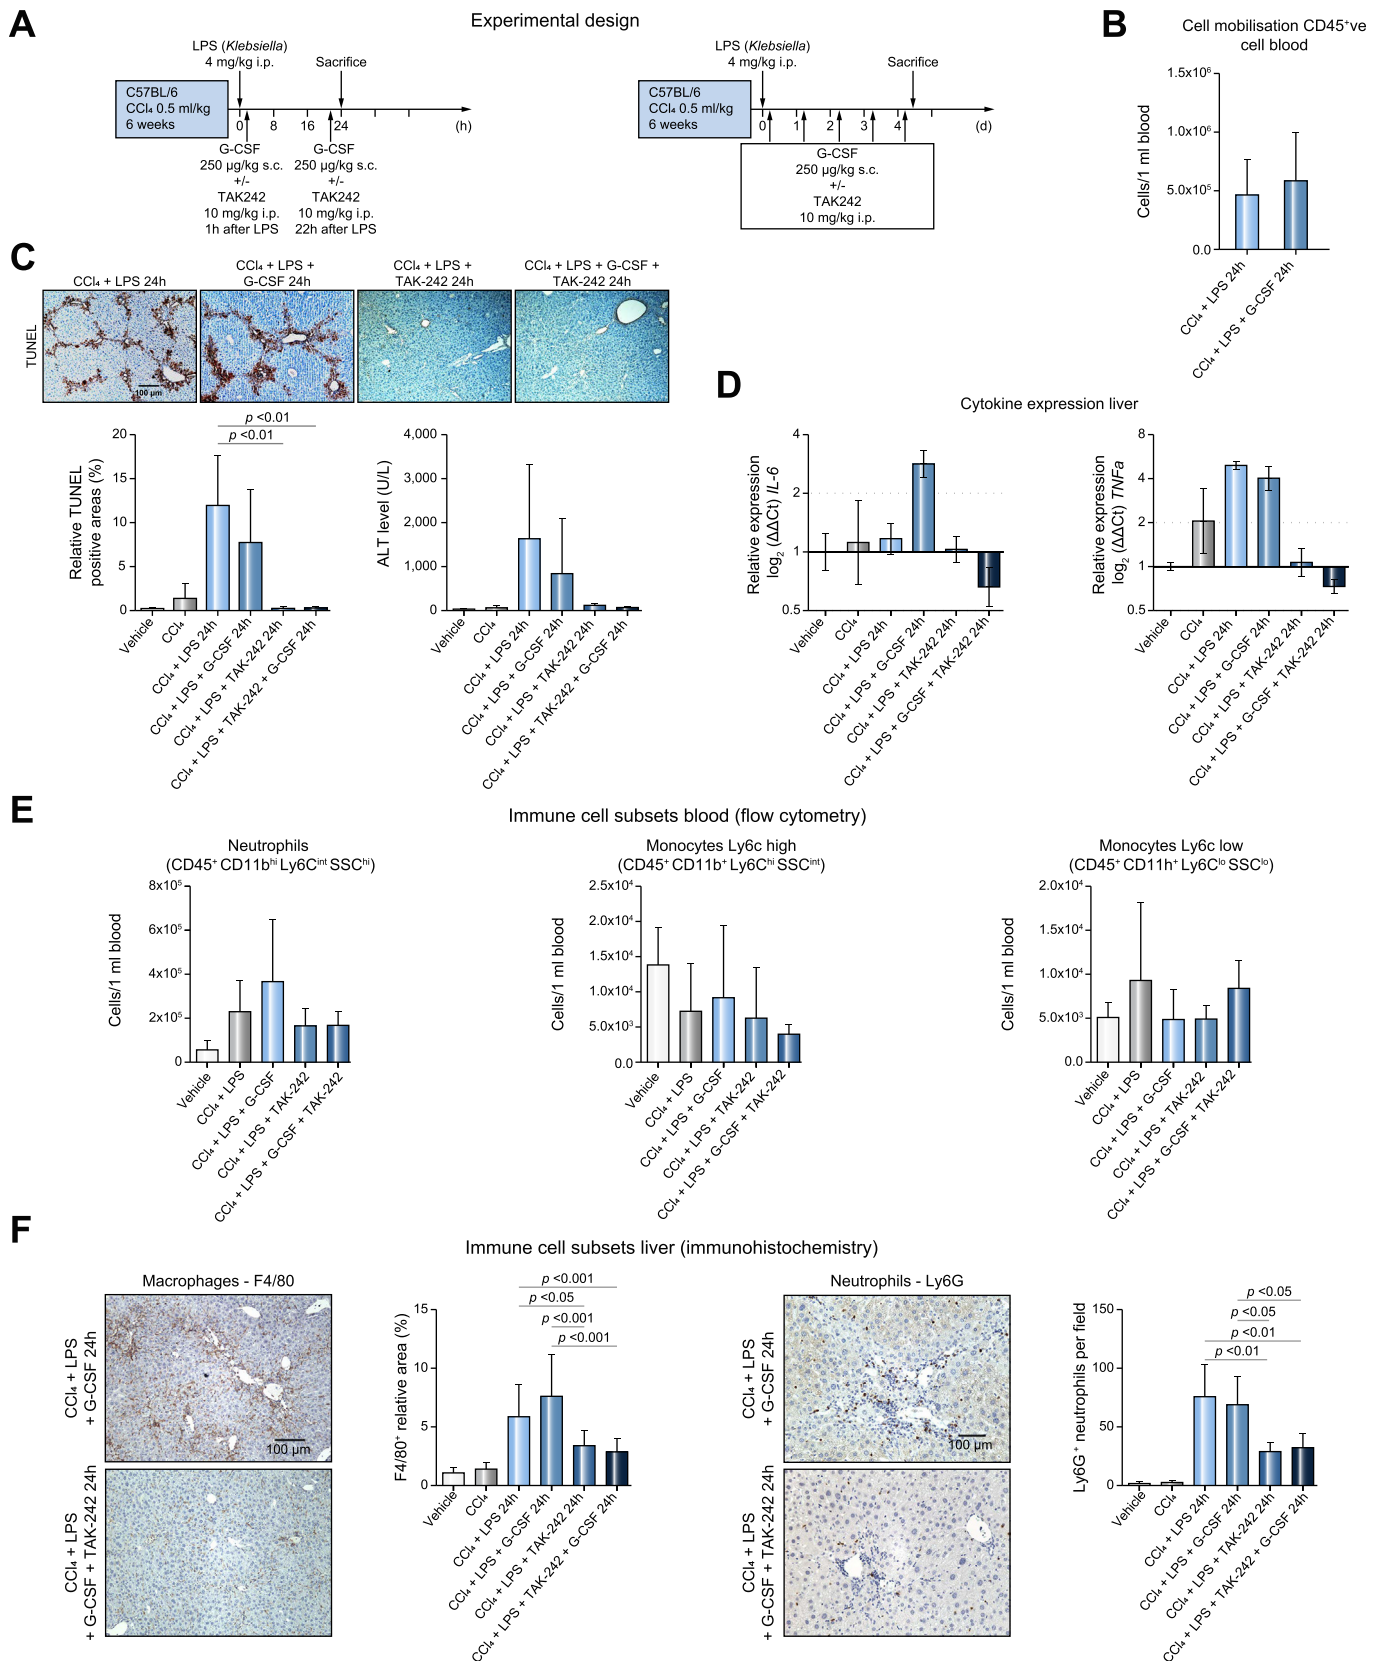 A
Experimental design
LPS (Klebsiella)
4 mg/kg i.p.
Sacrifice
C57BL/6
CCl₄ 0.5 ml/kg
6 weeks
0 8 16 24 (h)
G-CSF
250 µg/kg s.c.
+/-
TAK242
10 mg/kg i.p.
1h after LPS
G-CSF
250 µg/kg s.c.
+/-
TAK242
10 mg/kg i.p.
22h after LPS
LPS (Klebsiella)
4 mg/kg i.p.
Sacrifice
C57BL/6
CCl₄ 0.5 ml/kg
6 weeks
0 1 2 3 4 (d)
G-CSF
250 µg/kg s.c.
+/-
TAK242
10 mg/kg i.p.
B
Cell mobilisation CD45⁺ve
cell blood
Cells/1 ml blood
1.5x10⁶
1.0x10⁶
5.0x10⁵
0.0
CCl₄ + LPS 24h
CCl₄ + LPS + G-CSF 24h
C
CCl₄ + LPS 24h
CCl₄ + LPS +
G-CSF 24h
CCl₄ + LPS +
TAK-242 24h
CCl₄ + LPS + G-CSF +
TAK-242 24h
TUNEL
100 µm
p <0.01
p <0.01
Relative TUNEL
positive areas (%)
20
15
10
5
0
Vehicle
CCl₄
CCl₄ + LPS 24h
CCl₄ + LPS + G-CSF 24h
CCl₄ + LPS + TAK-242 24h
CCl₄ + LPS + TAK-242 + G-CSF 24h
ALT level (U/L)
4,000
3,000
2,000
1,000
0
Vehicle
CCl₄
CCl₄ + LPS 24h
CCl₄ + LPS + G-CSF 24h
CCl₄ + LPS + TAK-242 24h
CCl₄ + LPS + TAK-242 + G-CSF 24h
D
Cytokine expression liver
Relative expression
log₂ (ΔΔCt) IL-6
4
2
1
0.5
Vehicle
CCl₄
CCl₄ + LPS 24h
CCl₄ + LPS + G-CSF 24h
CCl₄ + LPS + TAK-242 24h
CCl₄ + LPS + G-CSF + TAK-242 24h
Relative expression
log₂ (ΔΔCt) TNFa
8
4
2
1
0.5
Vehicle
CCl₄
CCl₄ + LPS 24h
CCl₄ + LPS + G-CSF 24h
CCl₄ + LPS + TAK-242 24h
CCl₄ + LPS + G-CSF + TAK-242 24h
E
Immune cell subsets blood (flow cytometry)
Neutrophils
(CD45⁺ CD11bʰⁱ Ly6Cⁱⁿᵗ SSCʰⁱ)
Cells/1 ml blood
8x10⁵
6x10⁵
4x10⁵
2x10⁵
0
Vehicle
CCl₄ + LPS
CCl₄ + LPS + G-CSF
CCl₄ + LPS + TAK-242
CCl₄ + LPS + G-CSF + TAK-242
Monocytes Ly6c high
(CD45⁺ CD11b⁺ Ly6Cʰⁱ SSCⁱⁿᵗ)
Cells/1 ml blood
2.5x10⁴
2.0x10⁴
1.5x10⁴
1.0x10⁴
5.0x10³
0.0
Vehicle
CCl₄ + LPS
CCl₄ + LPS + G-CSF
CCl₄ + LPS + TAK-242
CCl₄ + LPS + G-CSF + TAK-242
Monocytes Ly6c low
(CD45⁺ CD11h⁺ Ly6Cˡᵒ SSCˡᵒ)
Cells/1 ml blood
2.0x10⁴
1.5x10⁴
1.0x10⁴
5.0x10³
0.0
Vehicle
CCl₄ + LPS
CCl₄ + LPS + G-CSF
CCl₄ + LPS + TAK-242
CCl₄ + LPS + G-CSF + TAK-242
F
Immune cell subsets liver (immunohistochemistry)
Macrophages - F4/80
CCl₄ + LPS
+ G-CSF 24h
100 µm
CCl₄ + LPS
+ G-CSF + TAK-242 24h
p <0.001
p <0.05
p <0.001
p <0.001
F4/80⁺ relative area (%)
15
10
5
0
Vehicle
CCl₄
CCl₄ + LPS 24h
CCl₄ + LPS + G-CSF 24h
CCl₄ + LPS + TAK-242 24h
CCl₄ + LPS + TAK-242 + G-CSF 24h
Neutrophils - Ly6G
CCl₄ + LPS
+ G-CSF 24h
100 µm
CCl₄ + LPS
+ G-CSF + TAK-242 24h
p <0.05
p <0.05
p <0.01
p <0.01
Ly6G ⁺ neutrophils per field
150
100
50
0
Vehicle
CCl₄
CCl₄ + LPS 24h
CCl₄ + LPS + G-CSF 24h
CCl₄ + LPS + TAK-242 24h
CCl₄ + LPS + TAK-242 + G-CSF 24h